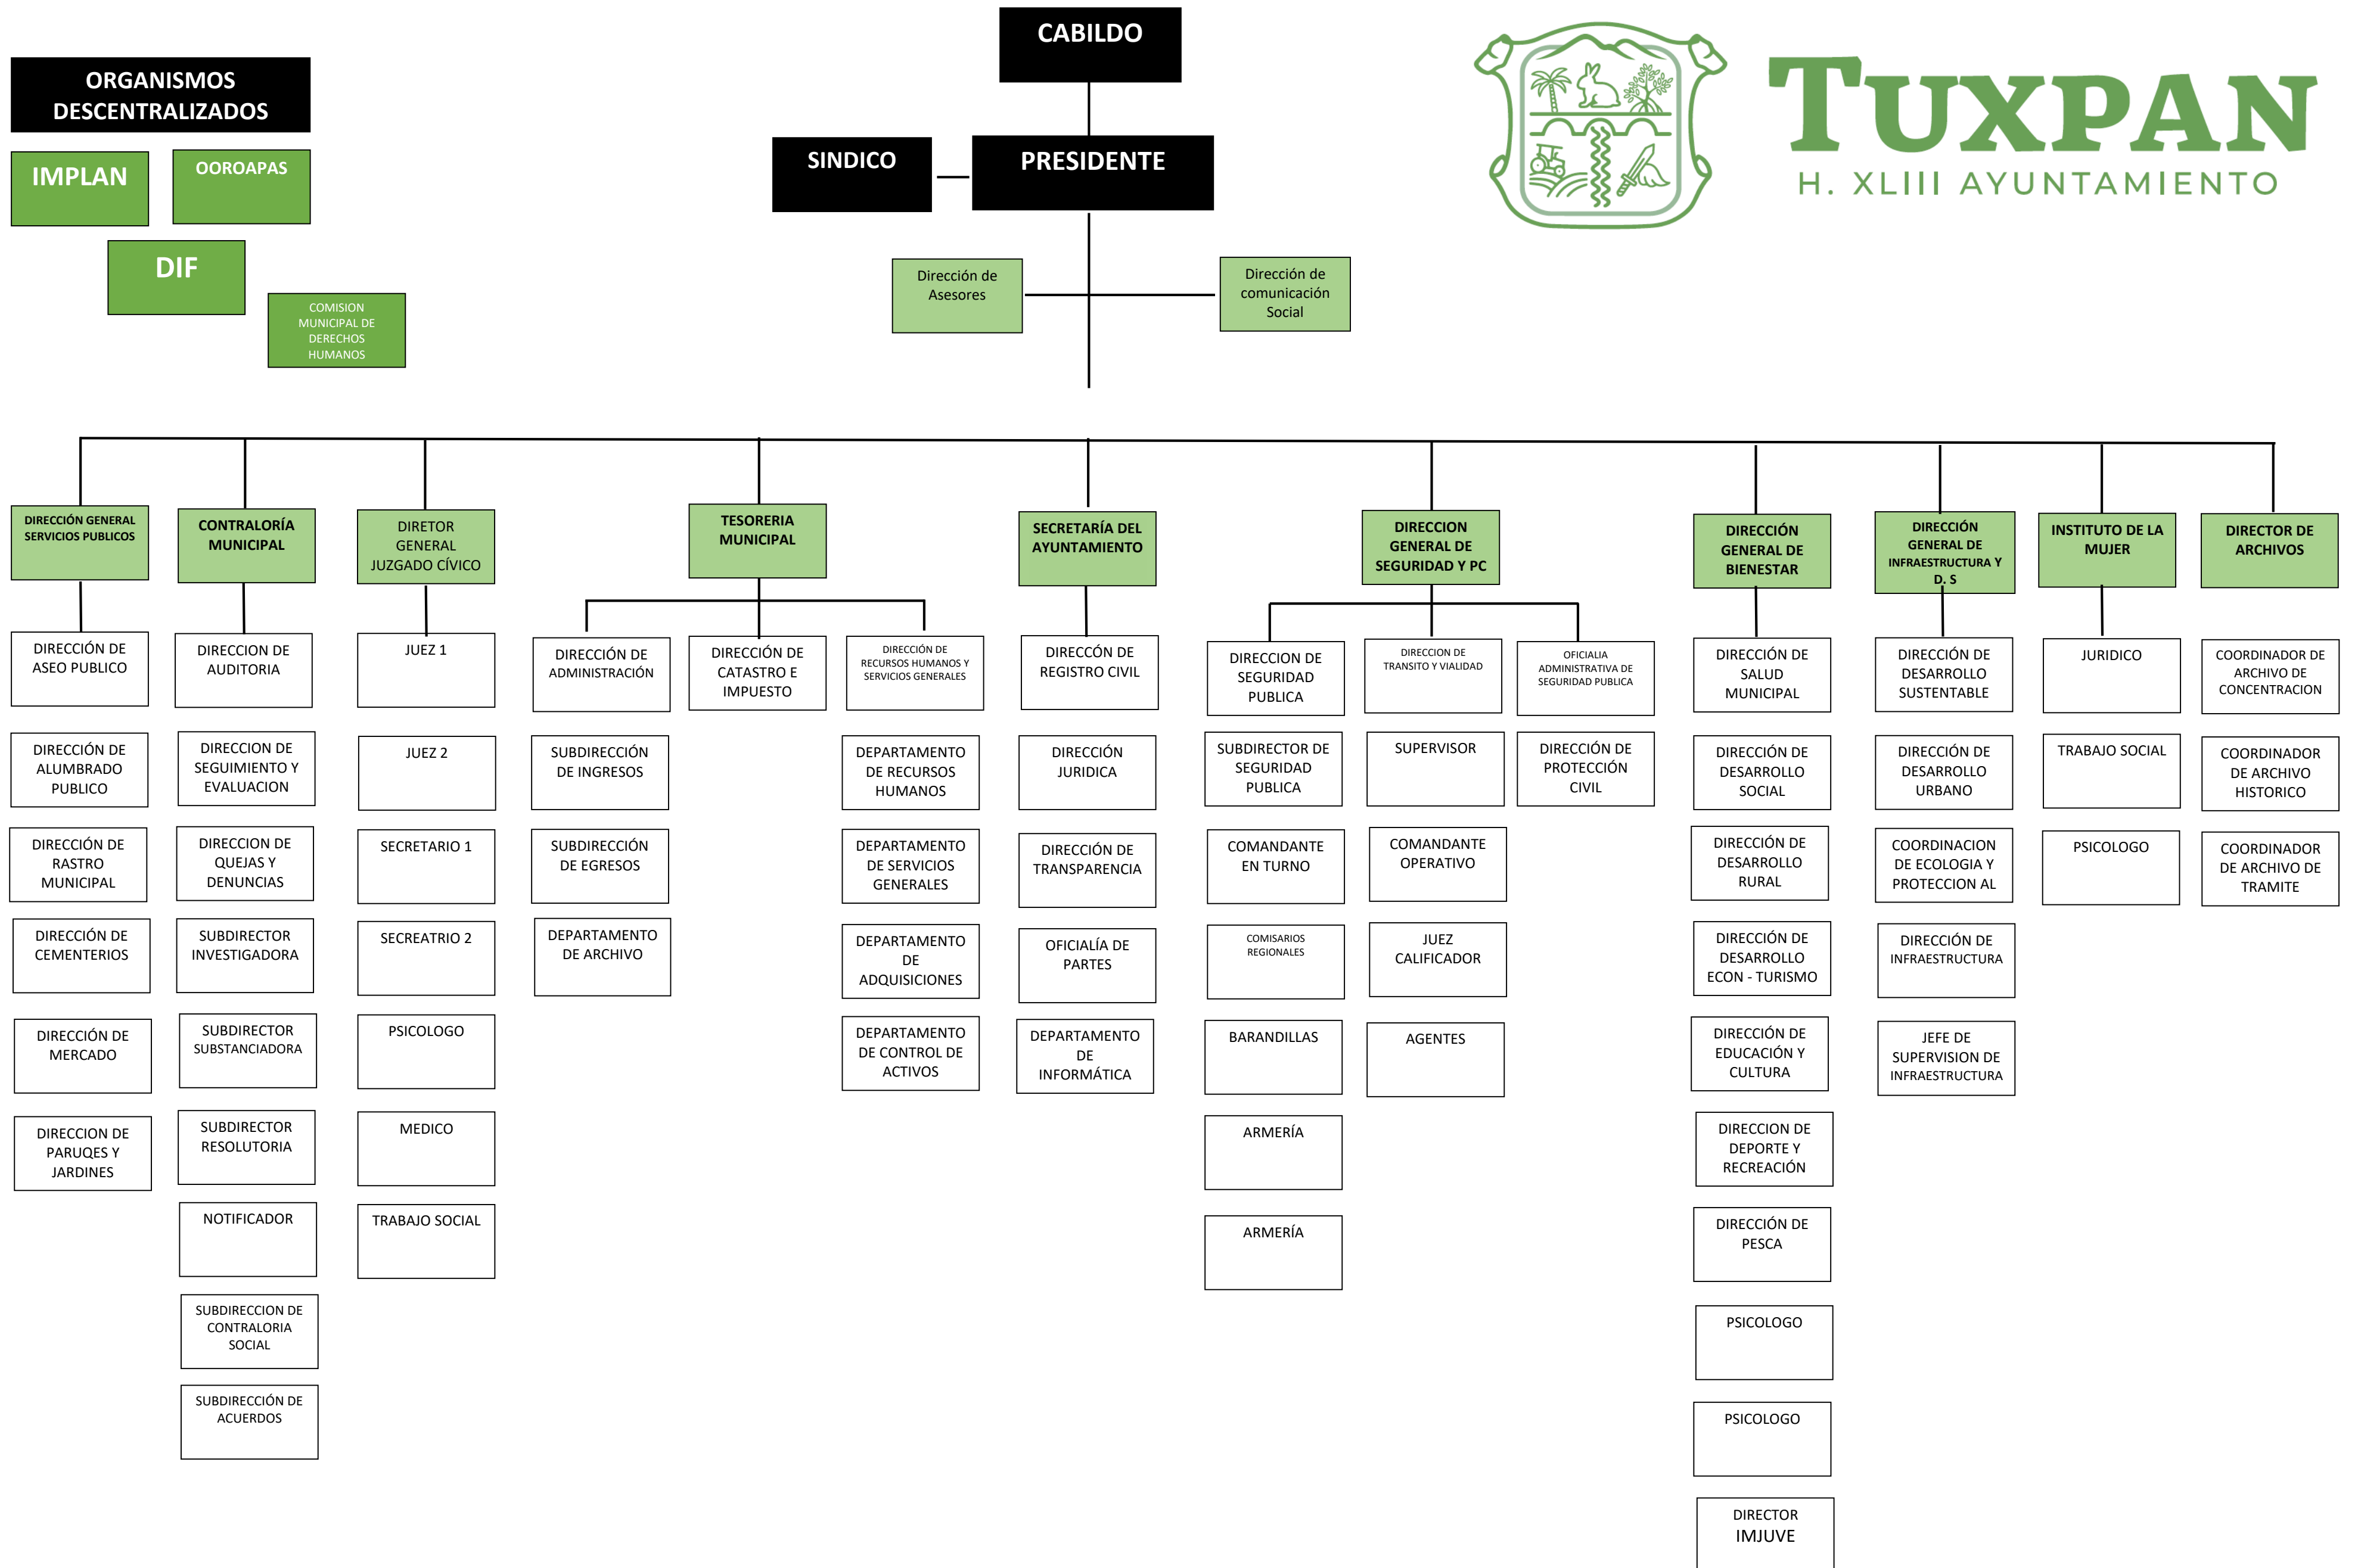 CABILDO
ORGANISMOS
DESCENTRALIZADOS
IMPLAN
OOROAPAS
DIF
COMISION
MUNICIPAL DE
DERECHOS
HUMANOS
SINDICO
PRESIDENTE
TUXPAN
H. XLIII AYUNTAMIENTO
Dirección de
Asesores
Dirección de
comunicación
Social
DIRECCIÓN GENERAL
SERVICIOS PUBLICOS
DIRECCIÓN DE
ASEO PUBLICO
DIRECCIÓN DE
ALUMBRADO
PUBLICO
DIRECCIÓN DE
RASTRO
MUNICIPAL
DIRECCIÓN DE
CEMENTERIOS
DIRECCIÓN DE
MERCADO
DIRECCION DE
PARUQES Y
JARDINES
CONTRALORÍA
MUNICIPAL
DIRECCION DE
AUDITORIA
DIRECCION DE
SEGUIMIENTO Y
EVALUACION
DIRECCION DE
QUEJAS Y
DENUNCIAS
SUBDIRECTOR
INVESTIGADORA
SUBDIRECTOR
SUBSTANCIADORA
SUBDIRECTOR
RESOLUTORIA
NOTIFICADOR
SUBDIRECCION DE
CONTRALORIA
SOCIAL
SUBDIRECCIÓN DE
ACUERDOS
DIRETOR
GENERAL
JUZGADO CÍVICO
JUEZ 1
JUEZ 2
SECRETARIO 1
SECREATRIO 2
PSICOLOGO
MEDICO
TRABAJO SOCIAL
TESORERIA
MUNICIPAL
DIRECCIÓN DE
ADMINISTRACIÓN
SUBDIRECCIÓN
DE INGRESOS
SUBDIRECCIÓN
DE EGRESOS
DEPARTAMENTO
DE ARCHIVO
DIRECCIÓN DE
CATASTRO E
IMPUESTO
DIRECCIÓN DE
RECURSOS HUMANOS Y
SERVICIOS GENERALES
DEPARTAMENTO
DE RECURSOS
HUMANOS
DEPARTAMENTO
DE SERVICIOS
GENERALES
DEPARTAMENTO
DE
ADQUISICIONES
DEPARTAMENTO
DE CONTROL DE
ACTIVOS
SECRETARÍA DEL
AYUNTAMIENTO
DIRECCÓN DE
REGISTRO CIVIL
DIRECCIÓN
JURIDICA
DIRECCIÓN DE
TRANSPARENCIA
OFICIALÍA DE
PARTES
DEPARTAMENTO
DE
INFORMÁTICA
DIRECCION
GENERAL DE
SEGURIDAD Y PC
DIRECCION DE
SEGURIDAD
PUBLICA
SUBDIRECTOR DE
SEGURIDAD
PUBLICA
COMANDANTE
EN TURNO
COMISARIOS
REGIONALES
BARANDILLAS
ARMERÍA
ARMERÍA
DIRECCION DE
TRANSITO Y VIALIDAD
SUPERVISOR
COMANDANTE
OPERATIVO
JUEZ
CALIFICADOR
AGENTES
OFICIALIA
ADMINISTRATIVA DE
SEGURIDAD PUBLICA
DIRECCIÓN DE
PROTECCIÓN
CIVIL
DIRECCIÓN
GENERAL DE
BIENESTAR
DIRECCIÓN DE
SALUD
MUNICIPAL
DIRECCIÓN DE
DESARROLLO
SOCIAL
DIRECCIÓN DE
DESARROLLO
RURAL
DIRECCIÓN DE
DESARROLLO
ECON - TURISMO
DIRECCIÓN DE
EDUCACIÓN Y
CULTURA
DIRECCION DE
DEPORTE Y
RECREACIÓN
DIRECCIÓN DE
PESCA
PSICOLOGO
PSICOLOGO
DIRECTOR
IMJUVE
DIRECCIÓN
GENERAL DE
INFRAESTRUCTURA Y
D. S
DIRECCIÓN DE
DESARROLLO
SUSTENTABLE
DIRECCIÓN DE
DESARROLLO
URBANO
COORDINACION
DE ECOLOGIA Y
PROTECCION AL
DIRECCIÓN DE
INFRAESTRUCTURA
JEFE DE
SUPERVISION DE
INFRAESTRUCTURA
INSTITUTO DE LA
MUJER
JURIDICO
TRABAJO SOCIAL
PSICOLOGO
DIRECTOR DE
ARCHIVOS
COORDINADOR DE
ARCHIVO DE
CONCENTRACION
COORDINADOR
DE ARCHIVO
HISTORICO
COORDINADOR
DE ARCHIVO DE
TRAMITE